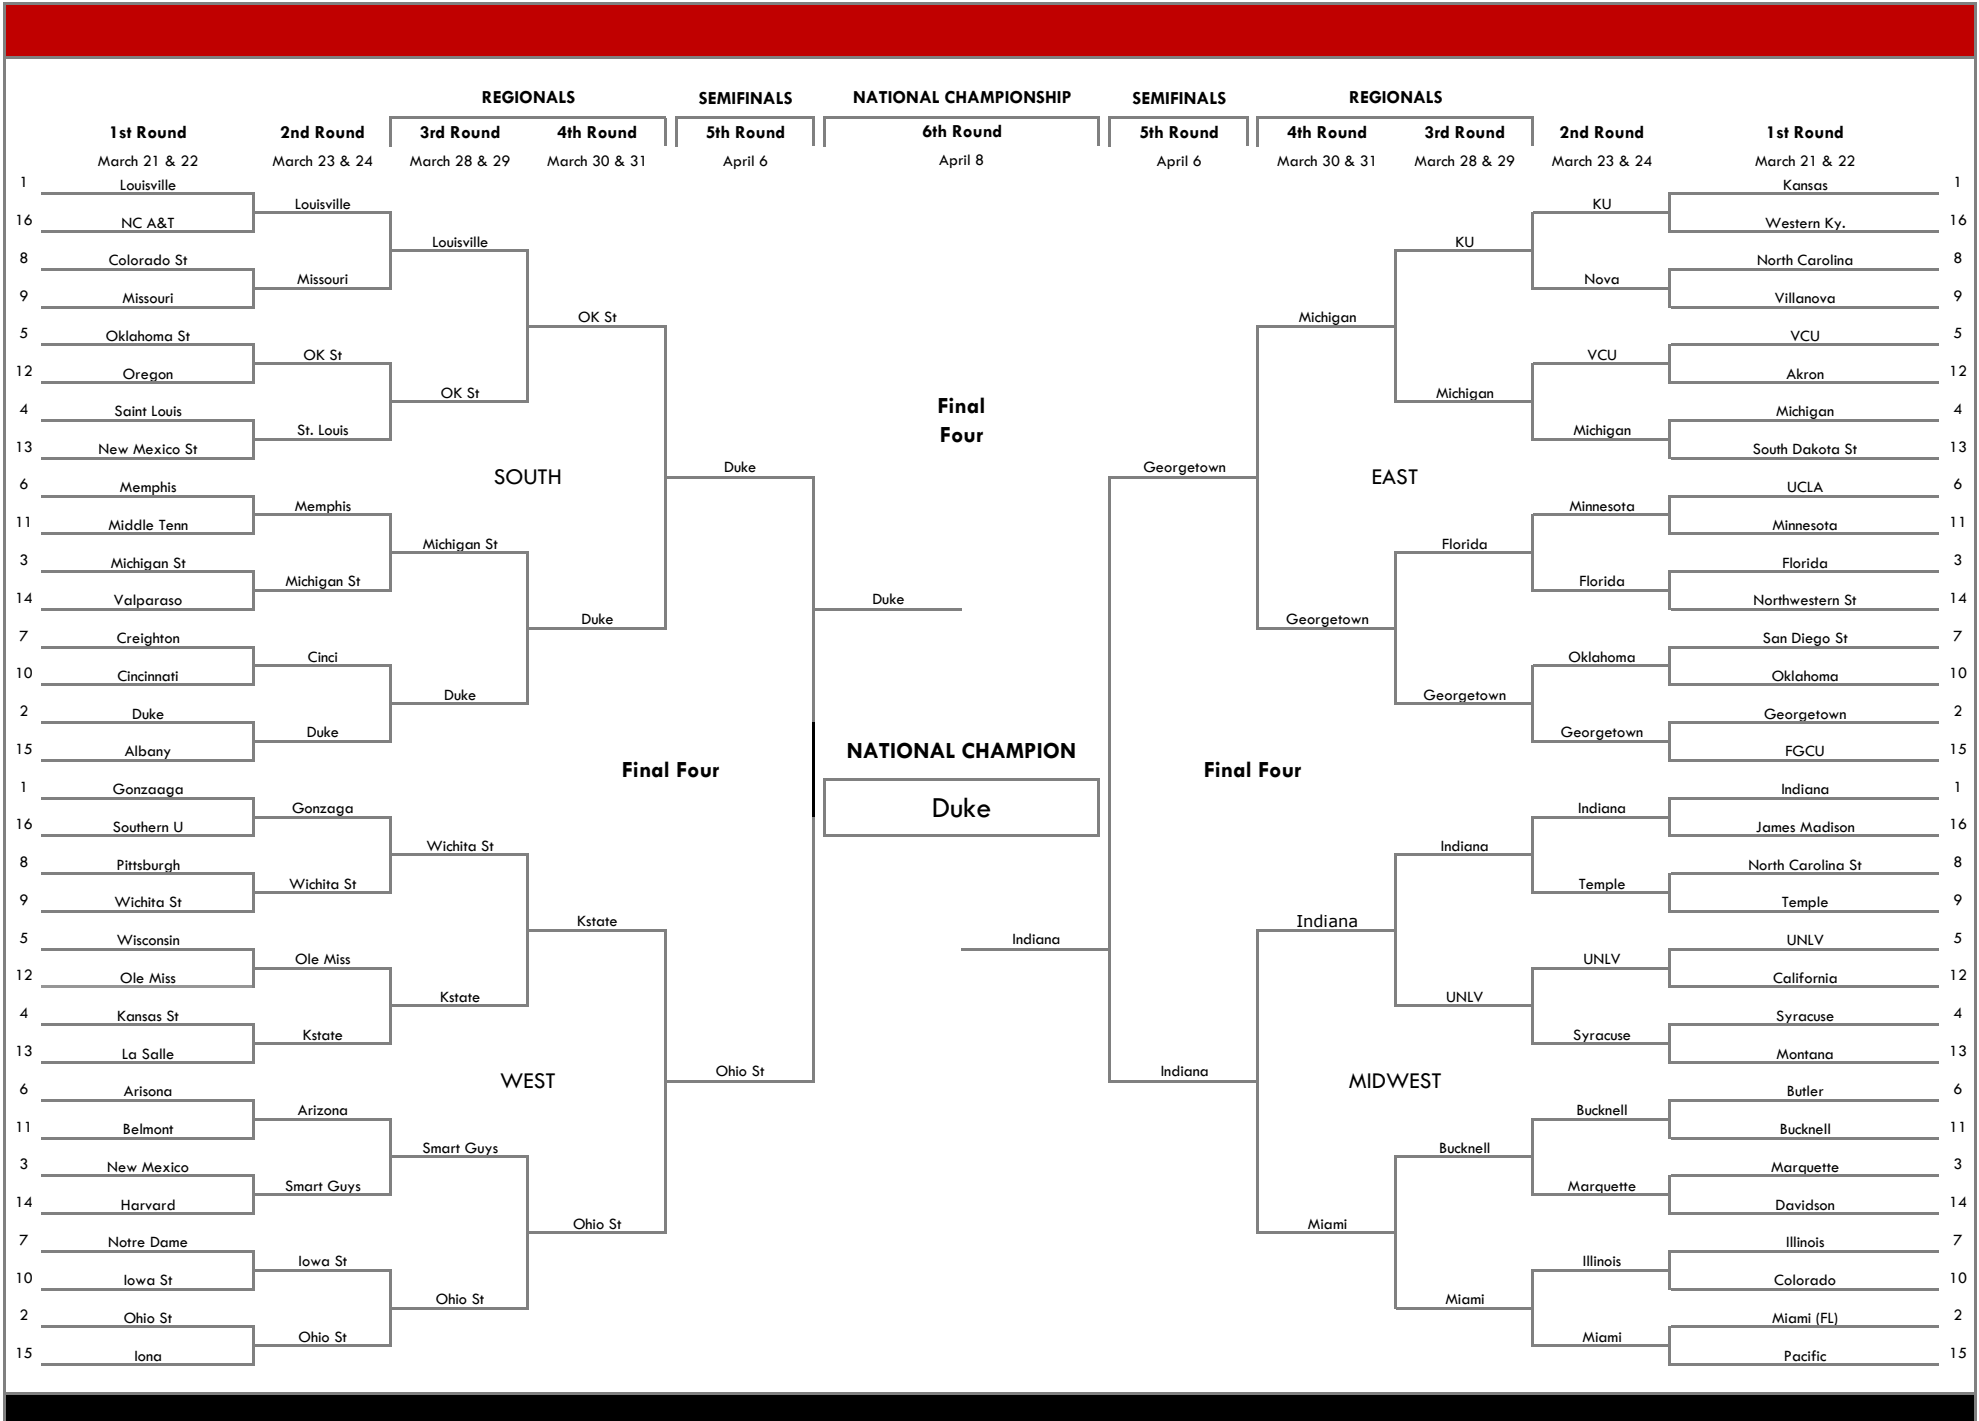 REGIONALS
SEMIFINALS
NATIONAL CHAMPIONSHIP
SEMIFINALS
REGIONALS
1st Round
2nd Round
3rd Round
4th Round
5th Round
6th Round
5th Round
4th Round
3rd Round
2nd Round
1st Round
March 21 & 22
March 23 & 24
March 28 & 29
March 30 & 31
April 6
April 8
April 6
March 30 & 31
March 28 & 29
March 23 & 24
March 21 & 22
1 Louisville
16 NC A&T
8 Colorado St
9 Missouri
5 Oklahoma St
12 Oregon
4 Saint Louis
13 New Mexico St
6 Memphis
11 Middle Tenn
3 Michigan St
14 Valparaso
7 Creighton
10 Cincinnati
2 Duke
15 Albany
1 Gonzaaga
16 Southern U
8 Pittsburgh
9 Wichita St
5 Wisconsin
12 Ole Miss
4 Kansas St
13 La Salle
6 Arisona
11 Belmont
3 New Mexico
14 Harvard
7 Notre Dame
10 Iowa St
2 Ohio St
15 Iona
Louisville
Missouri
OK St
St. Louis
Memphis
Michigan St
Cinci
Duke
Gonzaga
Wichita St
Ole Miss
Kstate
Arizona
Smart Guys
Iowa St
Ohio St
Louisville
OK St
Michigan St
Duke
Wichita St
Kstate
Smart Guys
Ohio St
OK St
SOUTH
Duke
Kstate
WEST
Ohio St
Duke
Final Four
Ohio St
Duke
Final
Four
NATIONAL CHAMPION
Duke
Indiana
Georgetown
Final Four
Indiana
Michigan
EAST
Georgetown
Indiana
MIDWEST
Miami
KU
Michigan
Florida
Georgetown
Indiana
UNLV
Bucknell
Miami
KU
Nova
VCU
Michigan
Minnesota
Florida
Oklahoma
Georgetown
Indiana
Temple
UNLV
Syracuse
Bucknell
Marquette
Illinois
Miami
Kansas 1
Western Ky. 16
North Carolina 8
Villanova 9
VCU 5
Akron 12
Michigan 4
South Dakota St 13
UCLA 6
Minnesota 11
Florida 3
Northwestern St 14
San Diego St 7
Oklahoma 10
Georgetown 2
FGCU 15
Indiana 1
James Madison 16
North Carolina St 8
Temple 9
UNLV 5
California 12
Syracuse 4
Montana 13
Butler 6
Bucknell 11
Marquette 3
Davidson 14
Illinois 7
Colorado 10
Miami (FL) 2
Pacific 15